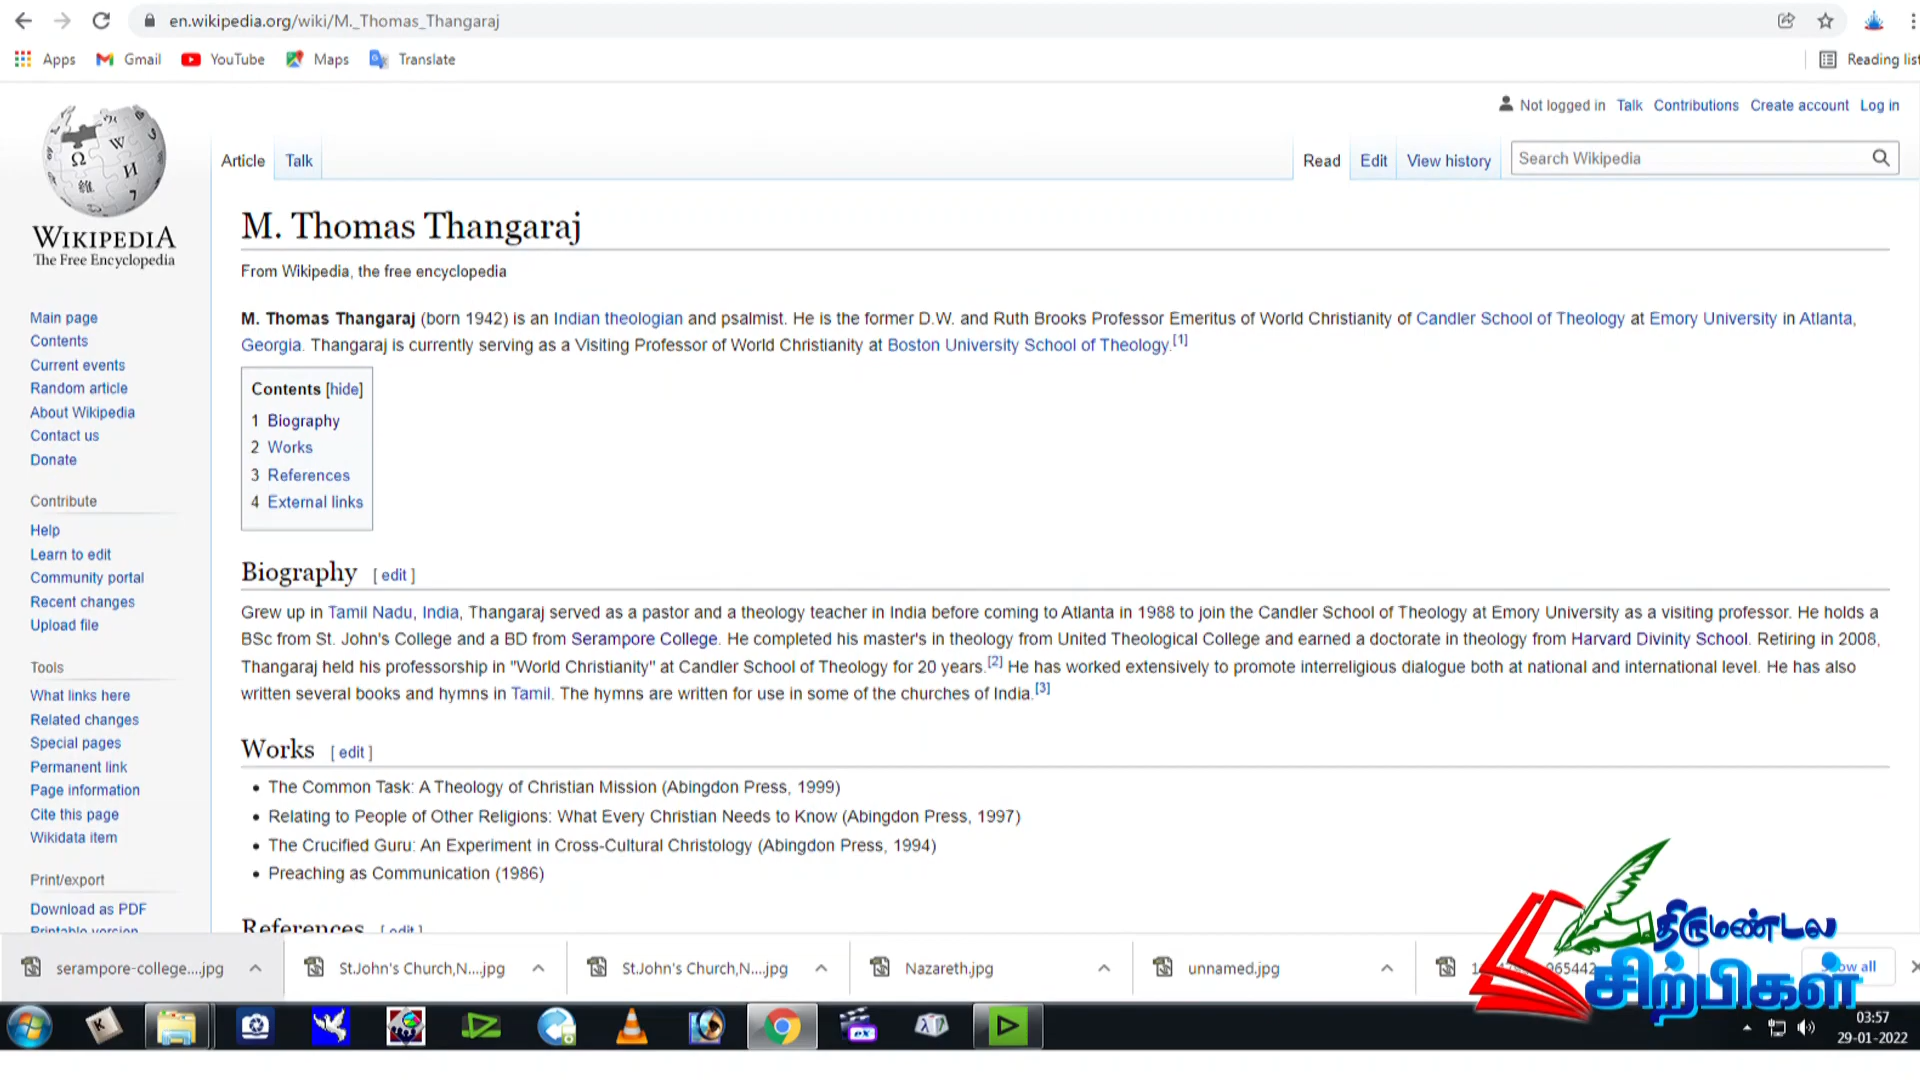 en.wikipedia.org/wiki/M._Thomas_Thangaraj
Apps Gmail YouTube Maps Translate Reading list
Not logged in Talk Contributions Create account Log in
Article Talk Read Edit View history Search Wikipedia
WIKIPEDIA
The Free Encyclopedia
Main page
Contents
Current events
Random article
About Wikipedia
Contact us
Donate
Contribute
Help
Learn to edit
Community portal
Recent changes
Upload file
Tools
What links here
Related changes
Special pages
Permanent link
Page information
Cite this page
Wikidata item
Print/export
Download as PDF
Printable version
M. Thomas Thangaraj
From Wikipedia, the free encyclopedia
M. Thomas Thangaraj (born 1942) is an Indian theologian and psalmist. He is the former D.W. and Ruth Brooks Professor Emeritus of World Christianity of Candler School of Theology at Emory University in Atlanta,
Georgia. Thangaraj is currently serving as a Visiting Professor of World Christianity at Boston University School of Theology.[1]
Contents [hide]
1 Biography
2 Works
3 References
4 External links
Biography [ edit ]
Grew up in Tamil Nadu, India, Thangaraj served as a pastor and a theology teacher in India before coming to Atlanta in 1988 to join the Candler School of Theology at Emory University as a visiting professor. He holds a
BSc from St. John's College and a BD from Serampore College. He completed his master's in theology from United Theological College and earned a doctorate in theology from Harvard Divinity School. Retiring in 2008,
Thangaraj held his professorship in "World Christianity" at Candler School of Theology for 20 years.[2] He has worked extensively to promote interreligious dialogue both at national and international level. He has also
written several books and hymns in Tamil. The hymns are written for use in some of the churches of India.[3]
Works [ edit ]
• The Common Task: A Theology of Christian Mission (Abingdon Press, 1999)
• Relating to People of Other Religions: What Every Christian Needs to Know (Abingdon Press, 1997)
• The Crucified Guru: An Experiment in Cross-Cultural Christology (Abingdon Press, 1994)
• Preaching as Communication (1986)
References [ edit ]
திருமண்டல
சிற்பிகள்
serampore-college....jpg St.John's Church,N....jpg St.John's Church,N....jpg Nazareth.jpg unnamed.jpg
03:57
29-01-2022